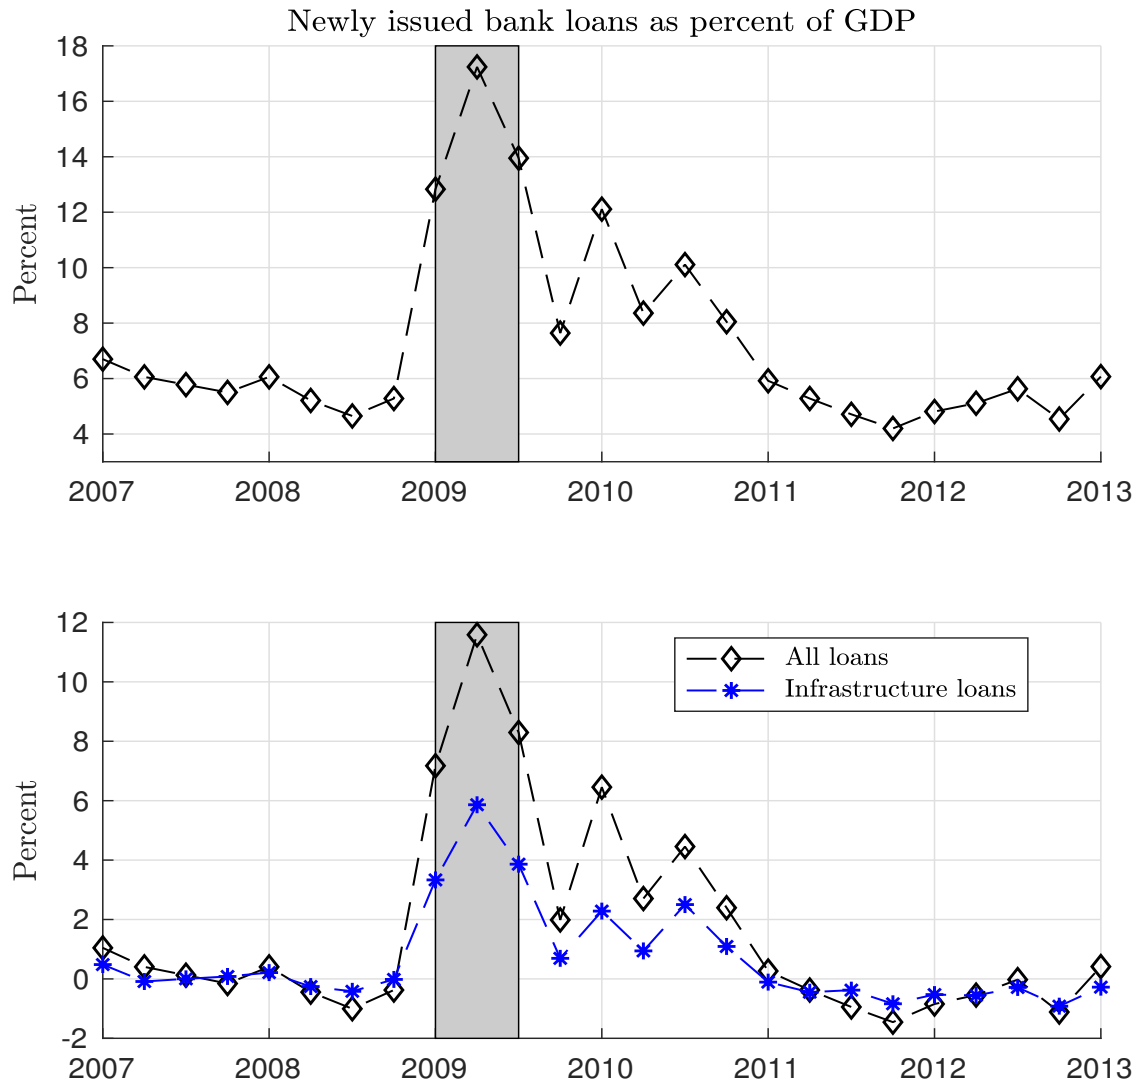 Newly issued bank loans as percent of GDP
18
16
14
12
10
8
6
4
Percent
2007 2008 2009 2010 2011 2012 2013
12
10
8
6
4
2
0
-2
Percent
All loans
Infrastructure loans
2007 2008 2009 2010 2011 2012 2013